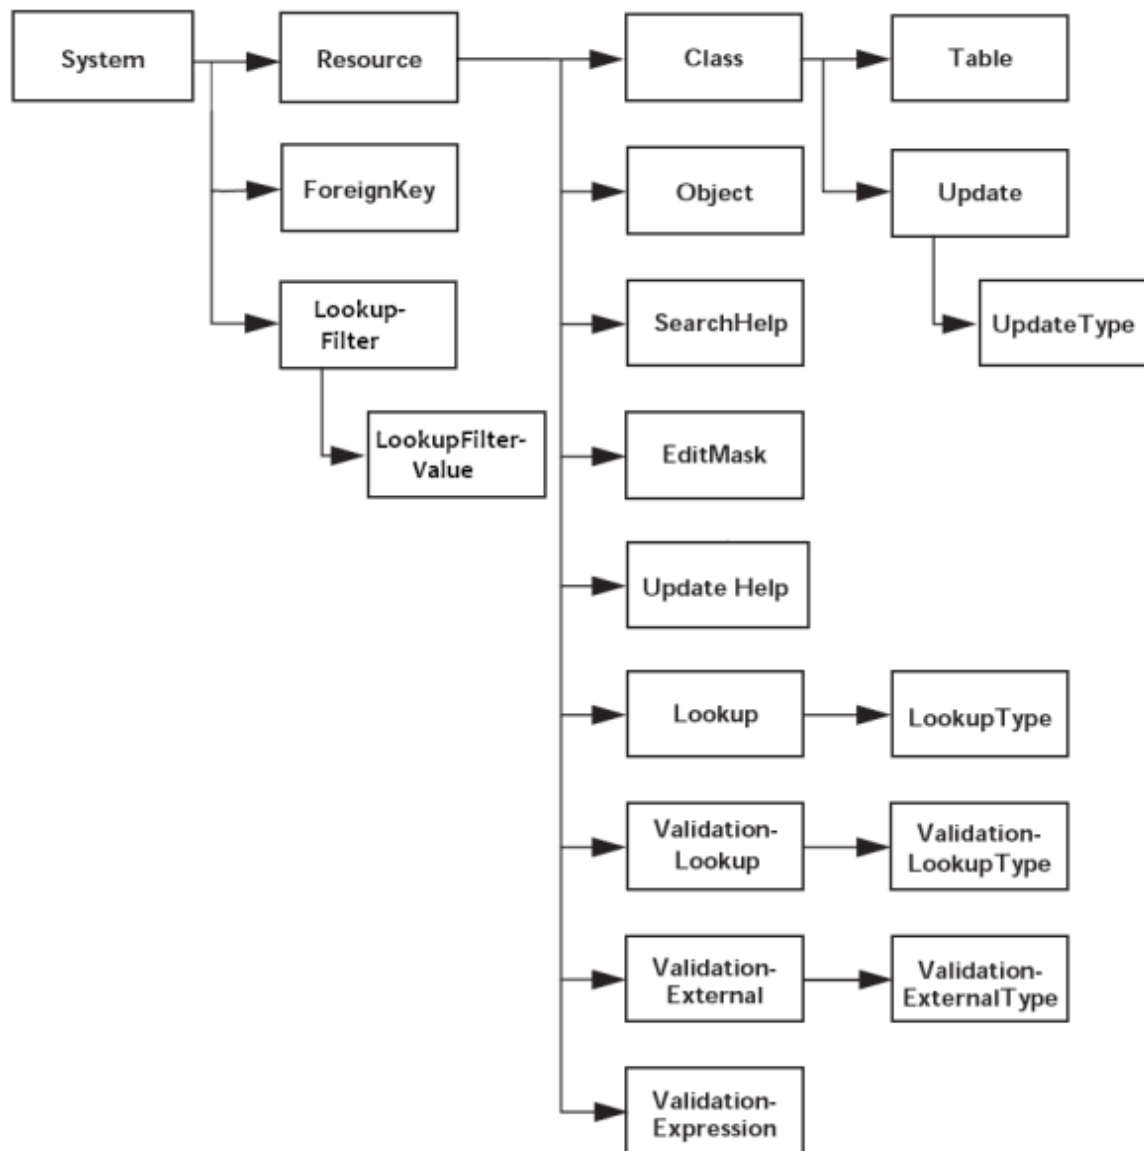 System
Resource
Class
Table
ForeignKey
Object
Update
Lookup-
Filter
SearchHelp
UpdateType
LookupFilter-
Value
EditMask
Update Help
Lookup
LookupType
Validation-
Lookup
Validation-
LookupType
Validation-
External
Validation-
ExternalType
Validation-
Expression